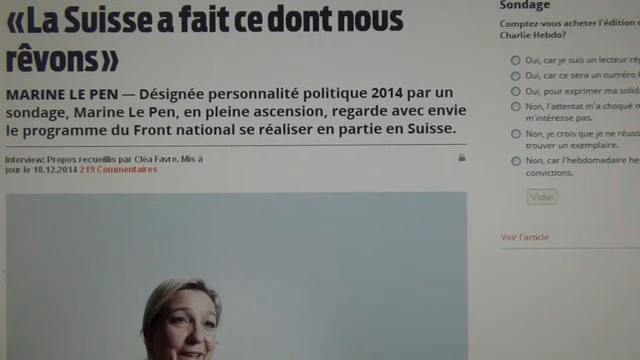 «La Suisse a fait ce dont nous
rêvons»
MARINE LE PEN — Désignée personnalité politique 2014 par un
sondage, Marine Le Pen, en pleine ascension, regarde avec envie
le programme du Front national se réaliser en partie en Suisse.
Interview: Propos recueillis par Cléa Favre. Mis à
jour le 18.12.2014 219 Commentaires
Sondage
Comptez-vous acheter l'édition
Charlie Hebdo?
Oui, car je suis un lecteur
Oui, car ce sera un numéro
Oui, pour exprimer ma
Non, l'attentat m'a choqué
m'intéresse pas.
Non, je crois que je ne
trouver un exemplaire.
Non, car l'hebdomadaire
convictions.
Voter
Voir l'article